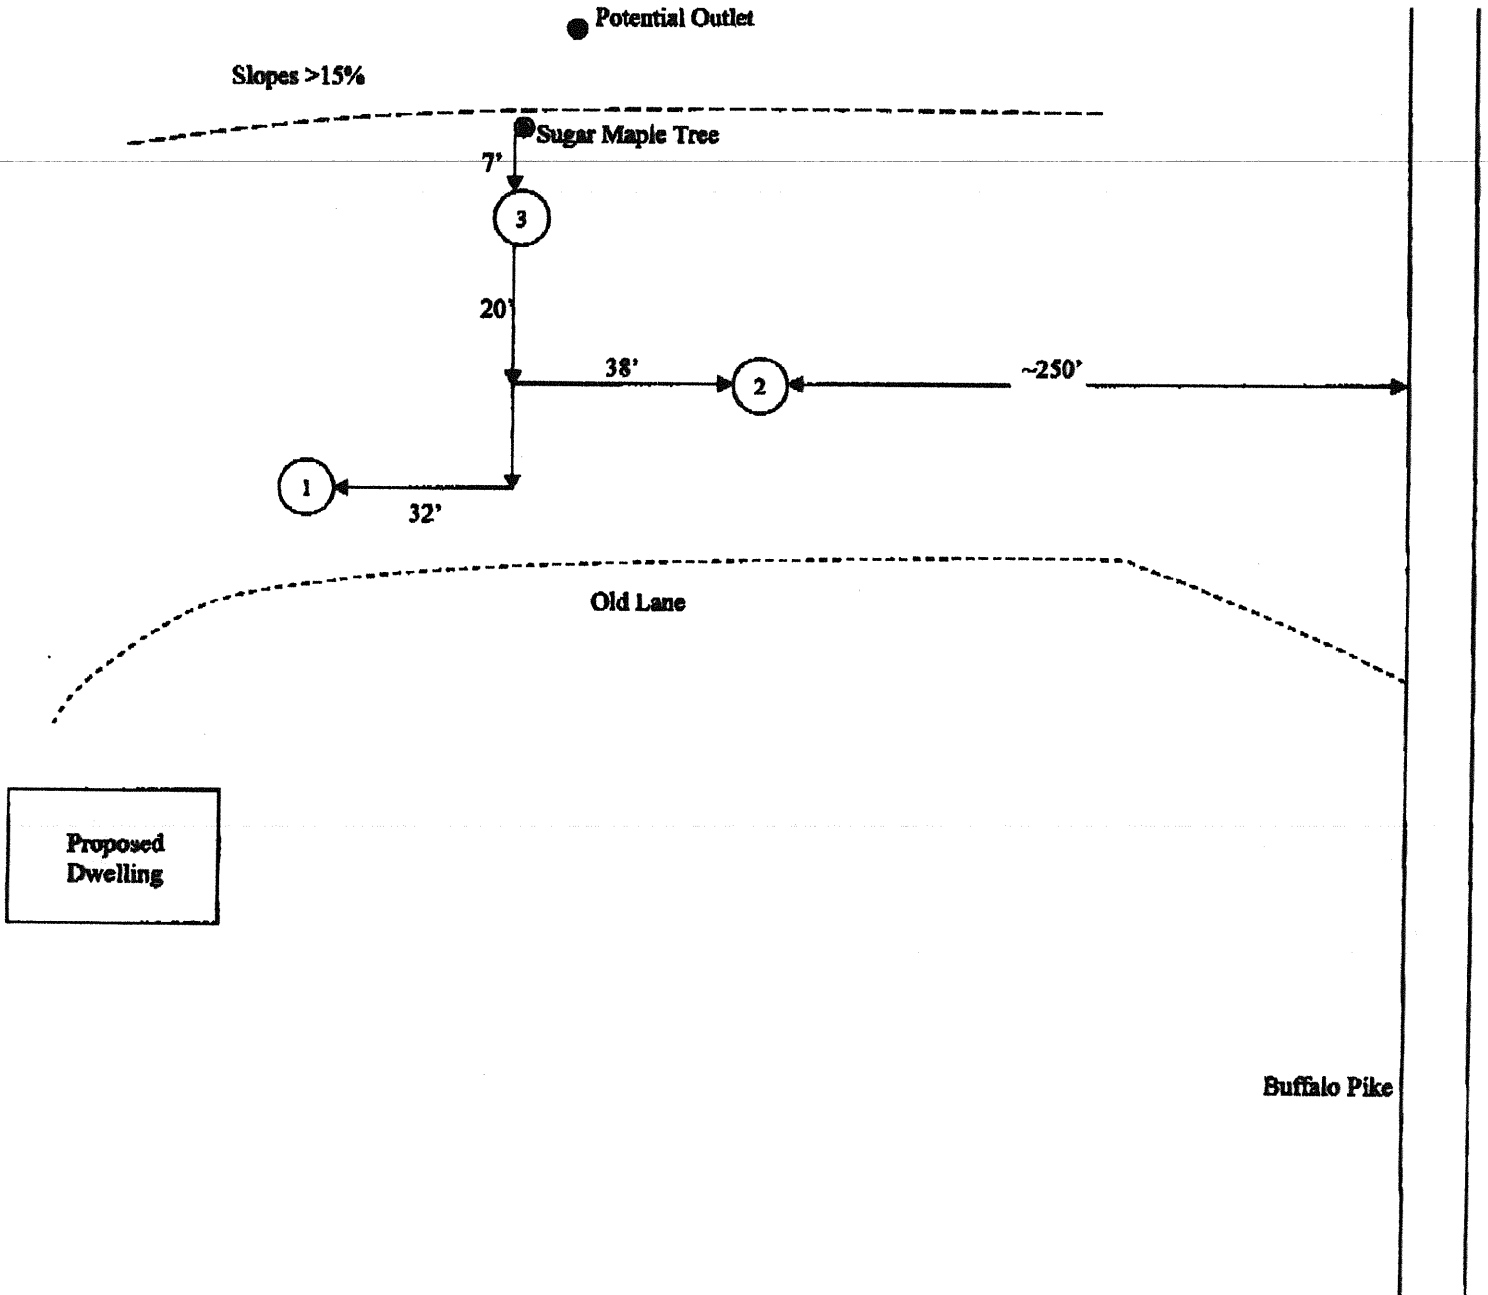 Potential Outlet
Slopes >15%
Sugar Maple Tree
7’
3
20’
38’
2
~250’
1
32’
Old Lane
Proposed
Dwelling
Buffalo Pike